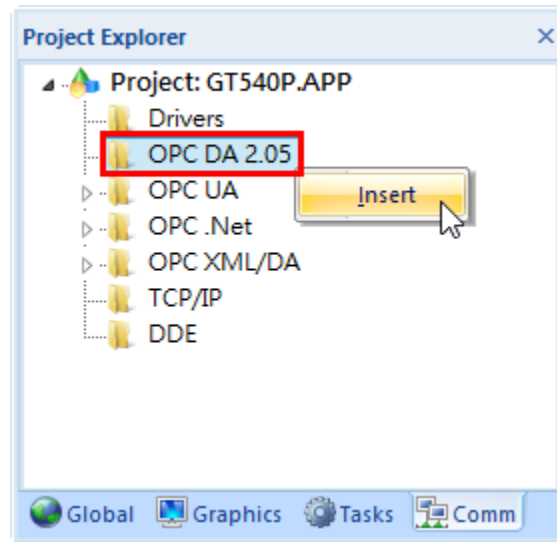 Project Explorer
Project: GT540P.APP
Drivers
OPC DA 2.05
OPC UA
Insert
OPC .Net
OPC XML/DA
TCP/IP
DDE
Global Graphics Tasks Comm